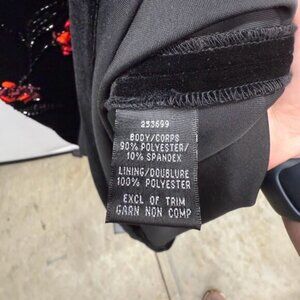 253699
BODY/CORPS
90% POLYESTER/
10% SPANDEX
LINING/DOUBLURE
100% POLYESTER
EXCL OF TRIM
GARN NON COMP